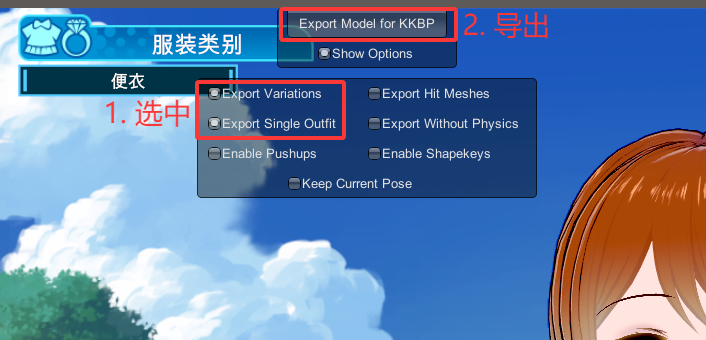 Export Model for KKBP
2. 导出
服装类别
Show Options
便衣
1. 选中
Export Variations
Export Hit Meshes
Export Single Outfit
Export Without Physics
Enable Pushups
Enable Shapekeys
Keep Current Pose